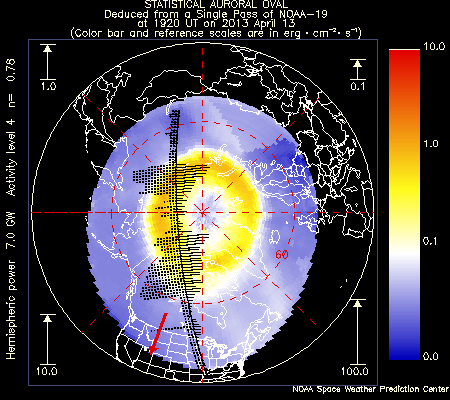 STATISTICAL AURORAL OVAL
Deduced from a Single Pass of NOAA-19
at 1920 UT on 2013 April 13
(Color bar and reference scales are in erg · cm⁻² · s⁻¹)
Hemispheric power 7.0 GW Activity level 4 n= 0.78
1.0
0.1
10.0
100.0
60
10.0
1.0
0.1
0.0
NOAA Space Weather Prediction Center